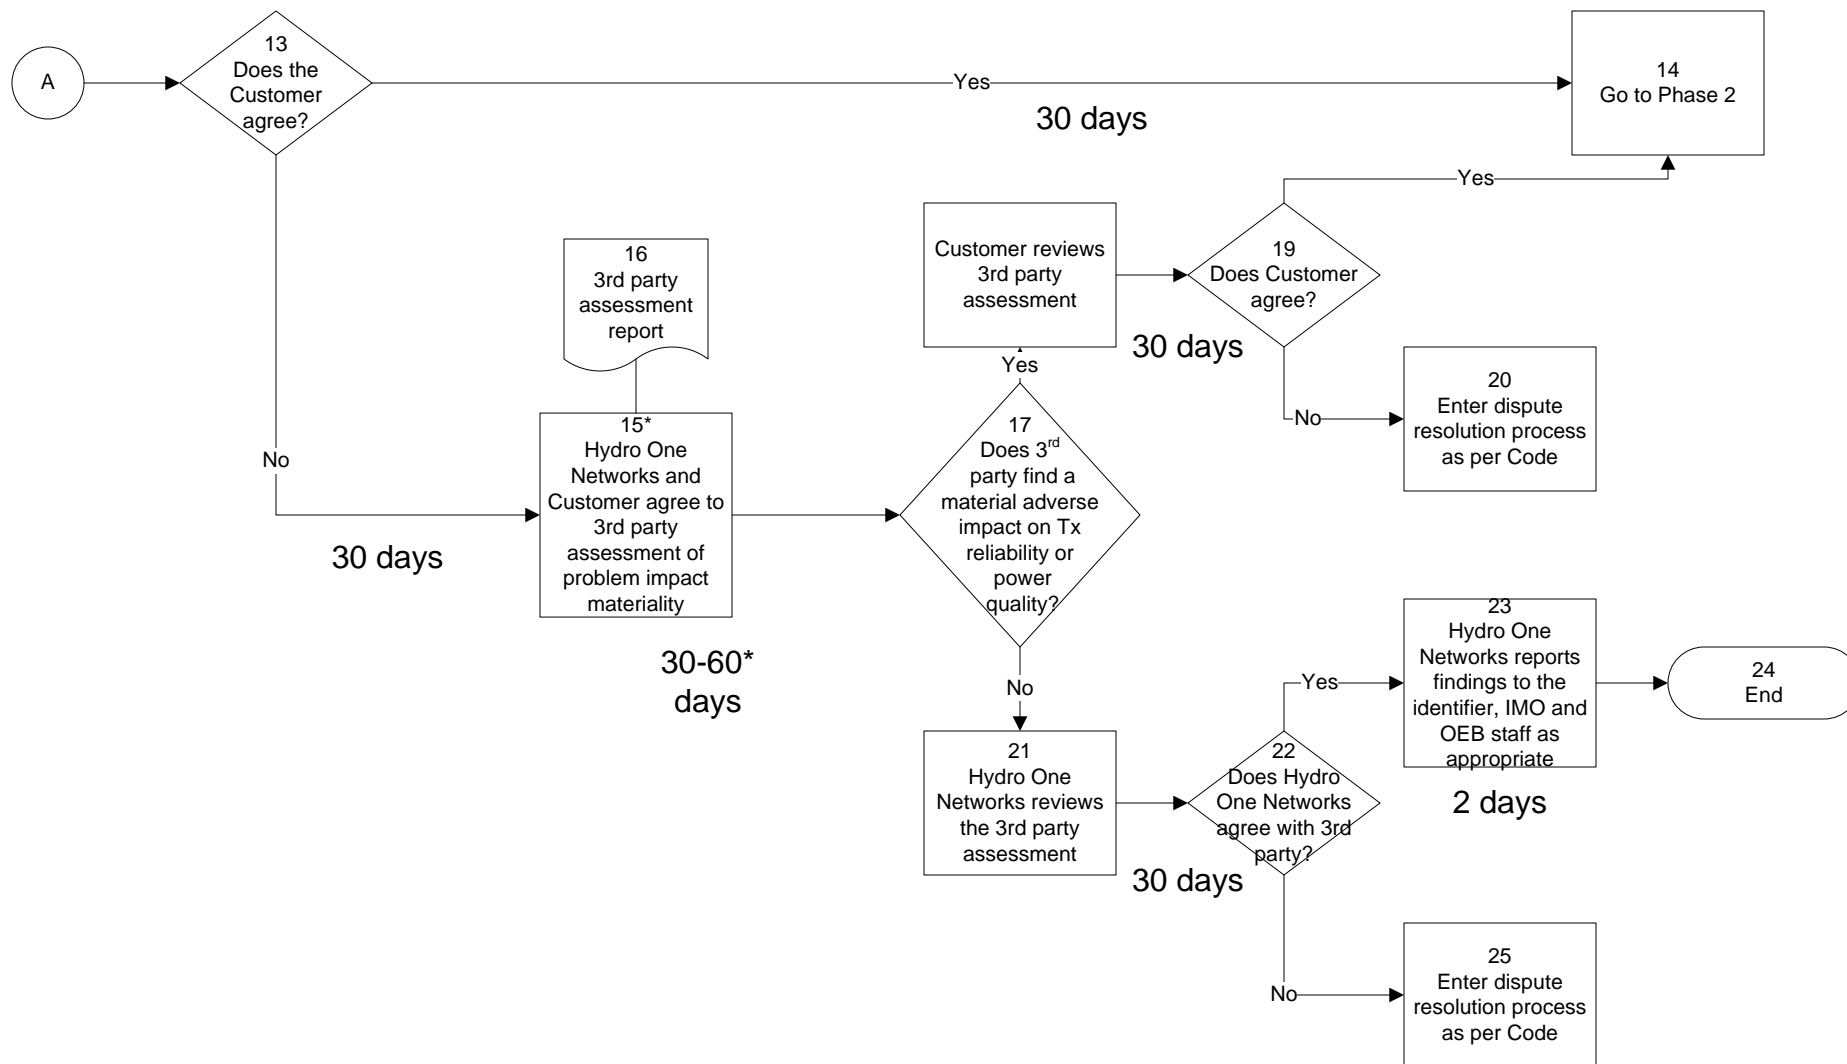 A
13
Does the
Customer
agree?
Yes
30 days
14
Go to Phase 2
No
30 days
16
3rd party
assessment
report
15*
Hydro One
Networks and
Customer agree to
3rd party
assessment of
problem impact
materiality
30-60*
days
17
Does 3rd
party find a
material adverse
impact on Tx
reliability or
power
quality?
Yes
Customer reviews
3rd party
assessment
30 days
19
Does Customer
agree?
Yes
No
20
Enter dispute
resolution process
as per Code
No
21
Hydro One
Networks reviews
the 3rd party
assessment
30 days
22
Does Hydro
One Networks
agree with 3rd
party?
Yes
23
Hydro One
Networks reports
findings to the
identifier, IMO and
OEB staff as
appropriate
2 days
24
End
No
25
Enter dispute
resolution process
as per Code